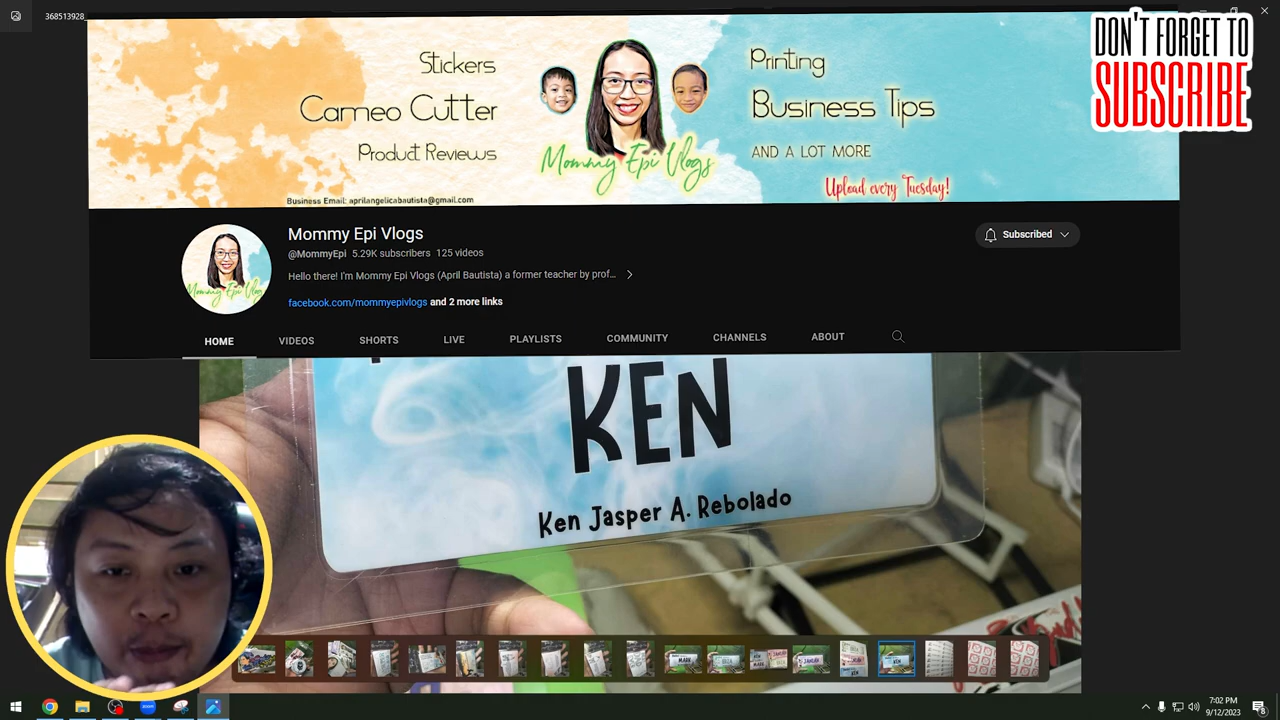 368513928
DON'T FORGET TO
SUBSCRIBE
Stickers
Cameo Cutter
Product Reviews
Mommy Epi Vlogs
Printing
Business Tips
AND A LOT MORE
Upload every Tuesday!
Business Email: aprilangelicabautista@gmail.com
Mommy Epi Vlogs
@MommyEpi 5.29K subscribers 125 videos
Hello there! I'm Mommy Epi Vlogs (April Bautista) a former teacher by prof...
facebook.com/mommyepivlogs and 2 more links
Subscribed
HOME VIDEOS SHORTS LIVE PLAYLISTS COMMUNITY CHANNELS ABOUT
KEN
Ken Jasper A. Rebolado
7:02 PM
9/12/2023